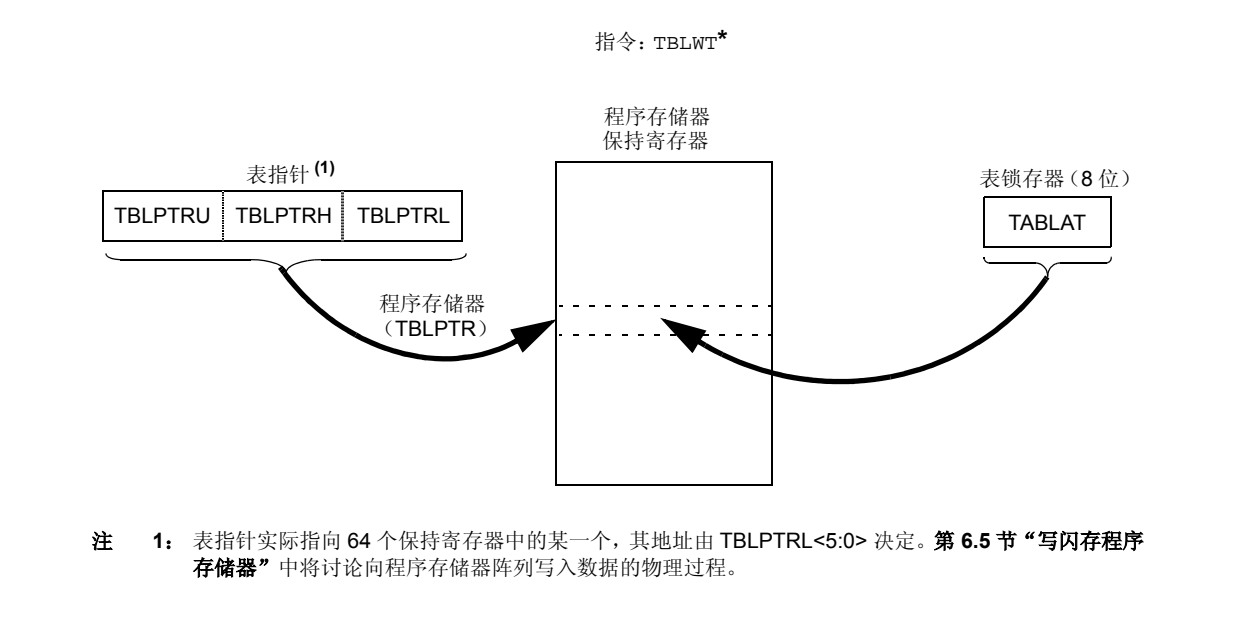 指令：TBLWT*
程序存储器
保持寄存器
表指针(1)
表锁存器（8 位）
TBLPTRU TBLPTRH TBLPTRL
TABLAT
程序存储器
（TBLPTR）
注 1： 表指针实际指向 64 个保持寄存器中的某一个，其地址由 TBLPTRL<5:0> 决定。第 6.5 节“写闪存程序
存储器”中将讨论向程序存储器阵列写入数据的物理过程。